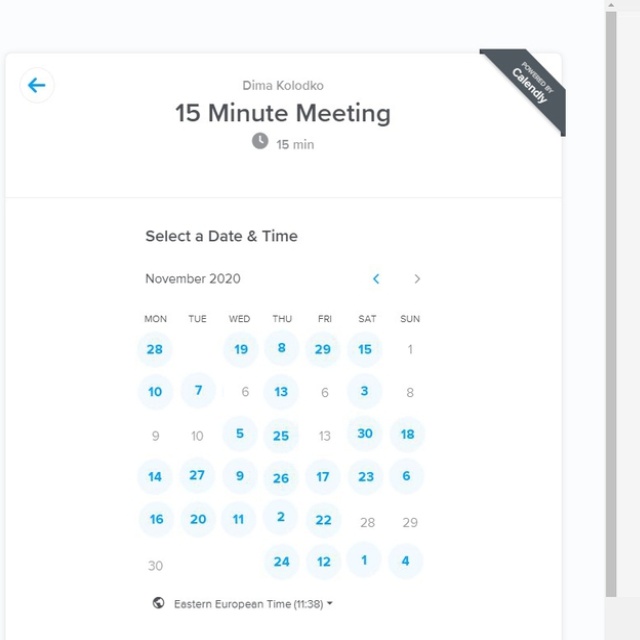 POWERED BY
Calendly
Dima Kolodko
15 Minute Meeting
15 min
Select a Date & Time
November 2020
MON TUE WED THU FRI SAT SUN
28 19 8 29 15 1
10 7 6 13 6 3 8
9 10 5 25 13 30 18
14 27 9 26 17 23 6
16 20 11 2 22 28 29
30 24 12 1 4
Eastern European Time (11:38)